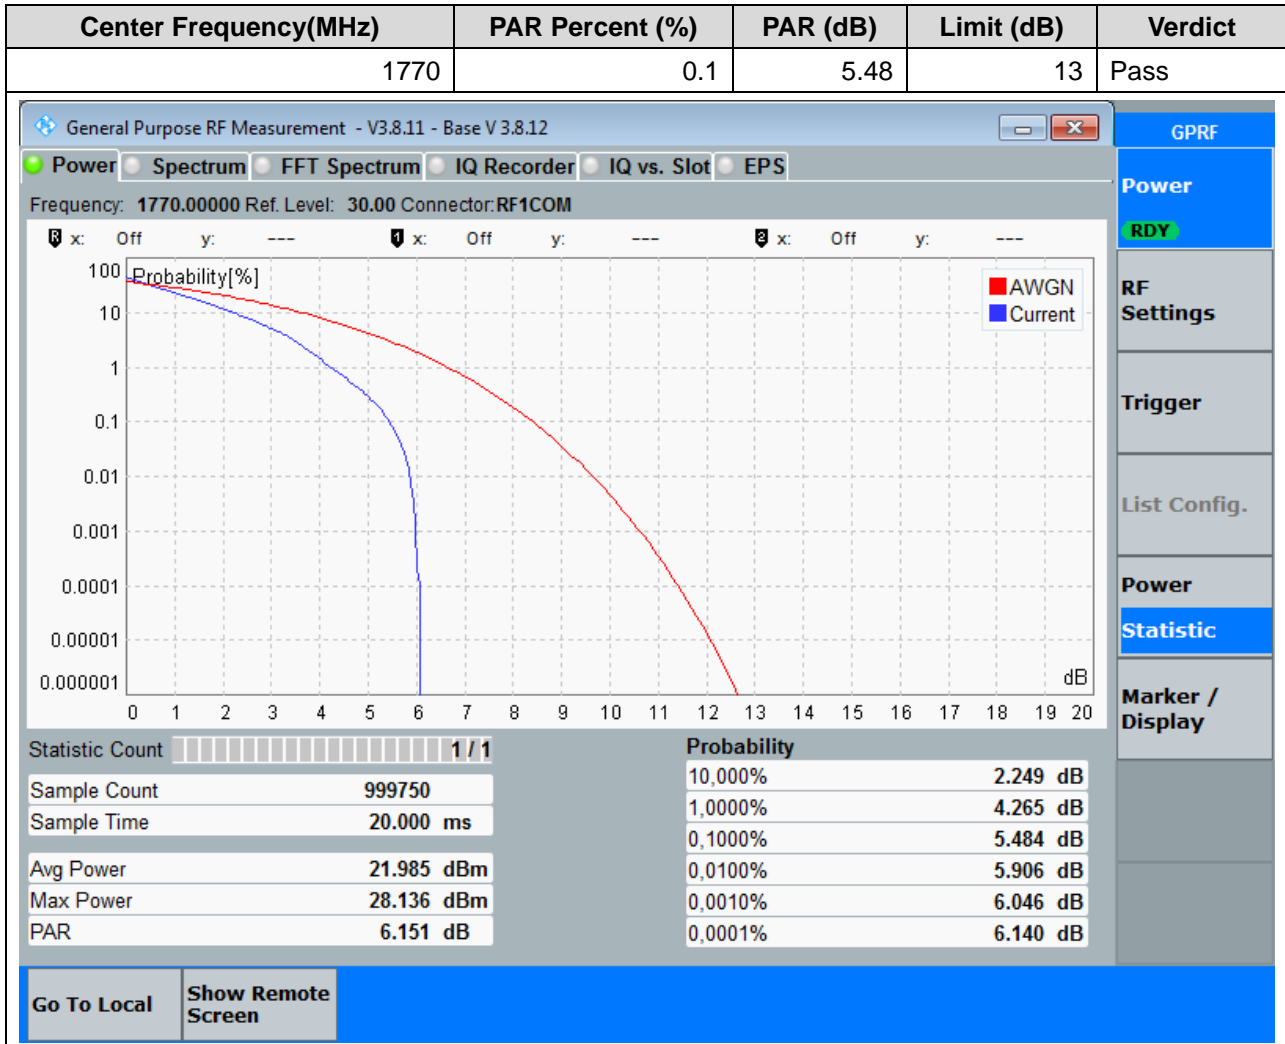 Center Frequency(MHz) PAR Percent (%) PAR (dB) Limit (dB) Verdict
1770 0.1 5.48 13 Pass
General Purpose RF Measurement - V3.8.11 - Base V 3.8.12
GPRF
Power Spectrum FFT Spectrum IQ Recorder IQ vs. Slot EPS
Power
RDY
Frequency: 1770.00000 Ref. Level: 30.00 Connector:RF1COM
R x: Off y: --- 1 x: Off y: --- 2 x: Off y: ---
RF
Settings
Trigger
List Config.
Power
Statistic
Marker /
Display
Probability[%]
AWGN
Current
100
10
1
0.1
0.01
0.001
0.0001
0.00001
0.000001
dB
0 1 2 3 4 5 6 7 8 9 10 11 12 13 14 15 16 17 18 19 20
Statistic Count 1 / 1
Sample Count 999750
Sample Time 20.000 ms
Avg Power 21.985 dBm
Max Power 28.136 dBm
PAR 6.151 dB
Probability
10,000% 2.249 dB
1,0000% 4.265 dB
0,1000% 5.484 dB
0,0100% 5.906 dB
0,0010% 6.046 dB
0,0001% 6.140 dB
Go To Local
Show Remote
Screen